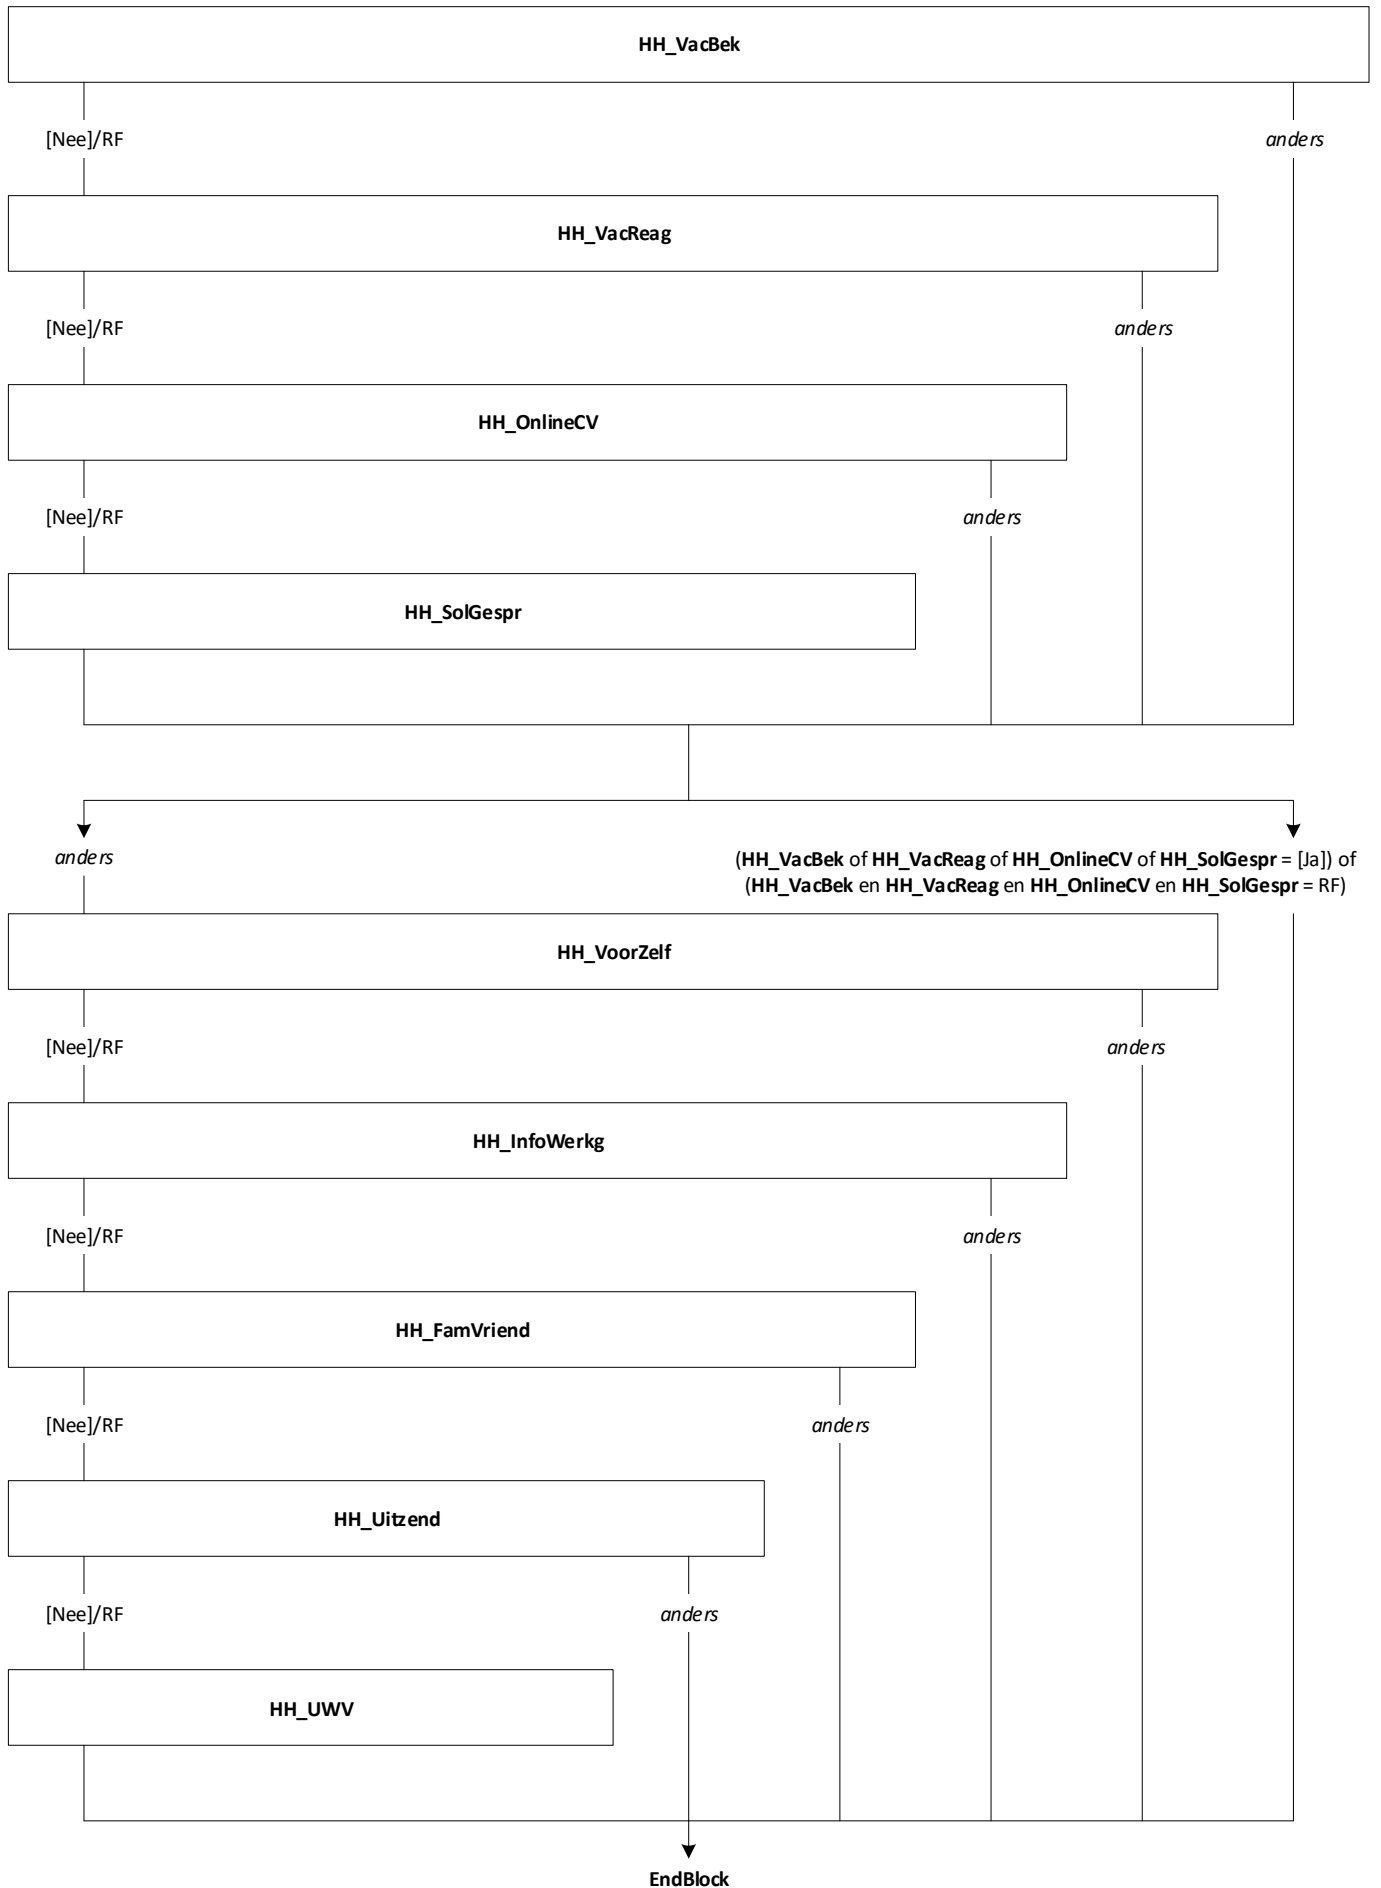 HH_VacBek
[Nee]/RF
anders
HH_VacReag
[Nee]/RF
anders
HH_OnlineCV
[Nee]/RF
anders
HH_SolGespr
anders
(HH_VacBek of HH_VacReag of HH_OnlineCV of HH_SolGespr = [Ja]) of
(HH_VacBek en HH_VacReag en HH_OnlineCV en HH_SolGespr = RF)
HH_VoorZelf
[Nee]/RF
anders
HH_InfoWerkg
[Nee]/RF
anders
HH_FamVriend
[Nee]/RF
anders
HH_Uitzend
[Nee]/RF
anders
HH_UWV
EndBlock